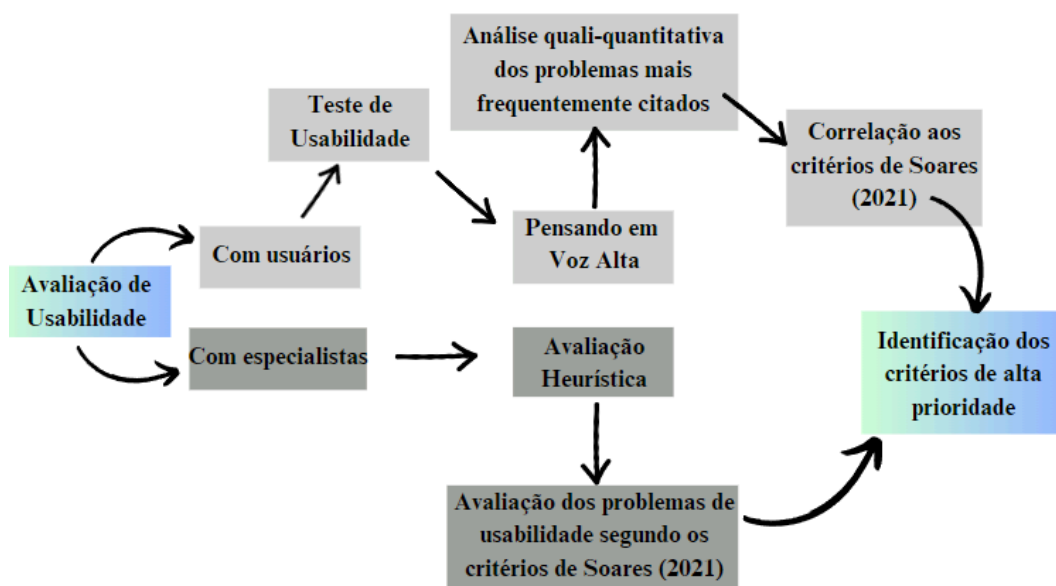 Avaliação de
Usabilidade
Com usuários
Teste de
Usabilidade
Pensando em
Voz Alta
Análise quali-quantitativa
dos problemas mais
frequentemente citados
Correlação aos
critérios de Soares
(2021)
Com especialistas
Avaliação
Heurística
Avaliação dos problemas de
usabilidade segundo os
critérios de Soares (2021)
Identificação dos
critérios de alta
prioridade